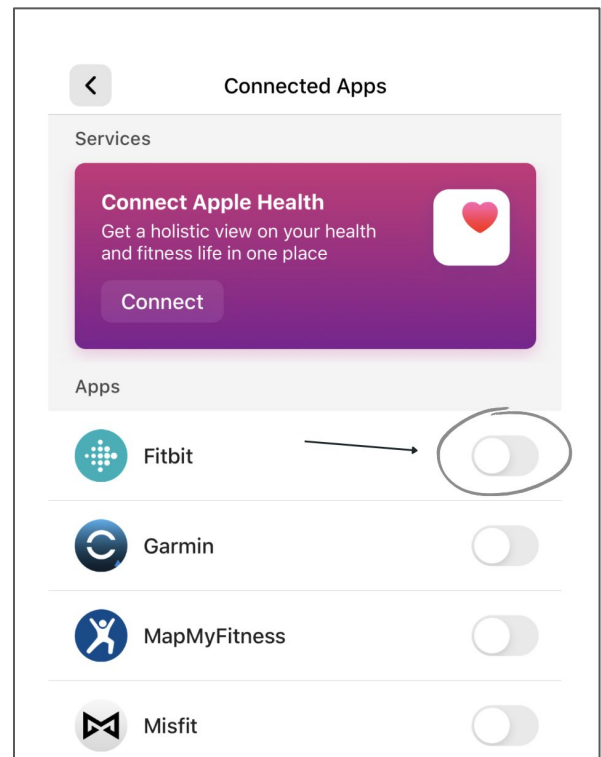 Connected Apps
Services
Connect Apple Health
Get a holistic view on your health
and fitness life in one place
Connect
Apps
Fitbit
Garmin
MapMyFitness
Misfit